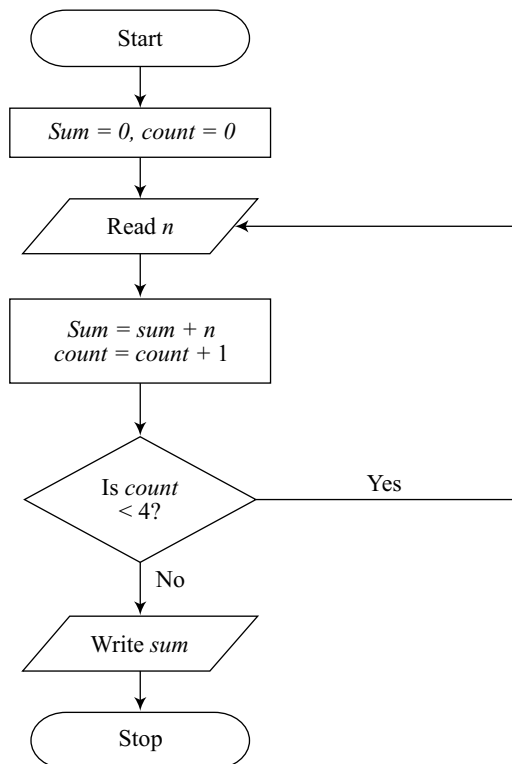 Start
Sum = 0, count = 0
Read n
Sum = sum + n
count = count + 1
Is count
< 4?
Yes
No
Write sum
Stop